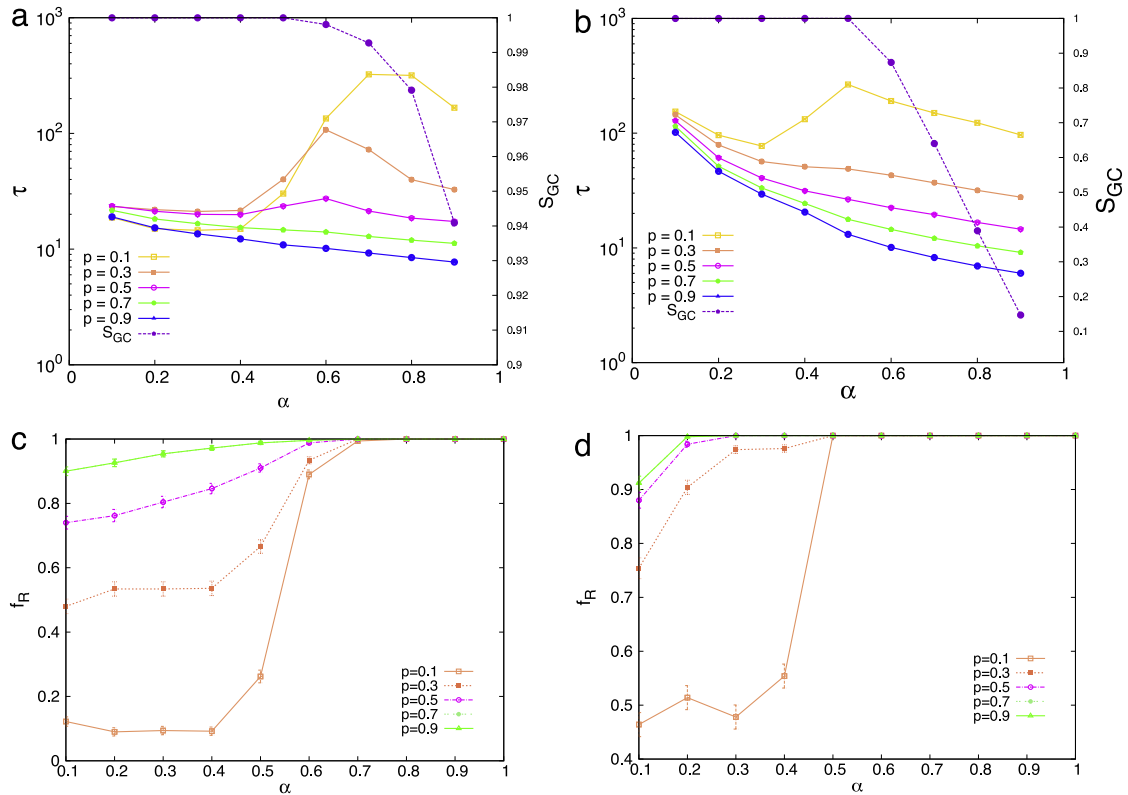 a
10³
10²
10¹
10⁰
τ
0
0.2
0.4
0.6
0.8
1
α
1
0.99
0.98
0.97
0.96
0.95
0.94
0.93
0.92
0.91
0.9
S_GC
p = 0.1
p = 0.3
p = 0.5
p = 0.7
p = 0.9
S_GC
b
10³
10²
10¹
10⁰
τ
0
0.2
0.4
0.6
0.8
1
α
1
0.9
0.8
0.7
0.6
0.5
0.4
0.3
0.2
0.1
S_GC
p = 0.1
p = 0.3
p = 0.5
p = 0.7
p = 0.9
S_GC
c
1
0.8
0.6
0.4
0.2
0
f_R
0.1 0.2 0.3 0.4 0.5 0.6 0.7 0.8 0.9 1
α
p=0.1
p=0.3
p=0.5
p=0.7
p=0.9
d
1
0.9
0.8
0.7
0.6
0.5
0.4
f_R
0.1 0.2 0.3 0.4 0.5 0.6 0.7 0.8 0.9 1
α
p=0.1
p=0.3
p=0.5
p=0.7
p=0.9